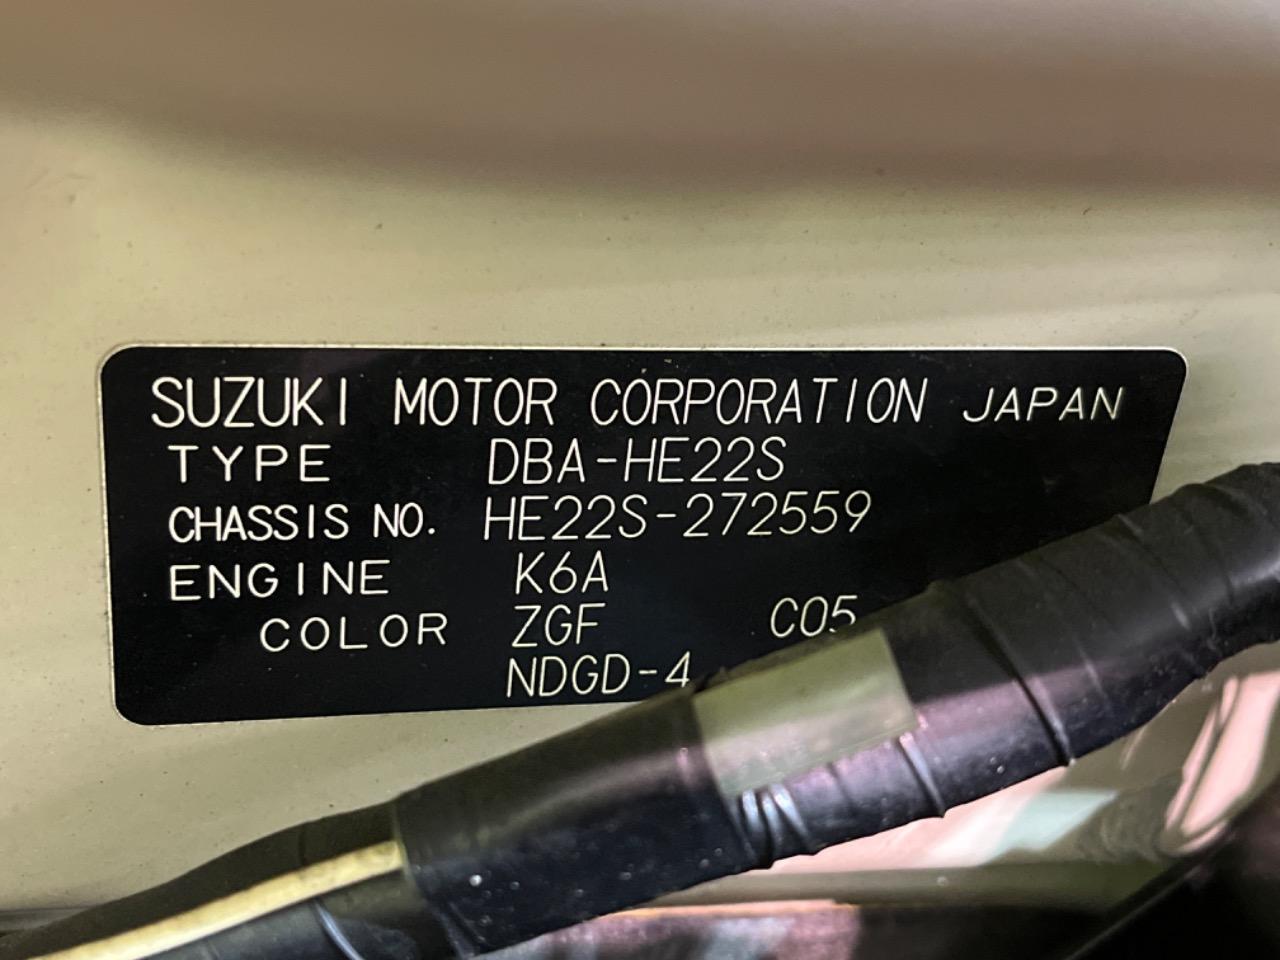 SUZUKI MOTOR CORPORATION JAPAN
TYPE DBA-HE22S
CHASSIS NO. HE22S-272559
ENGINE K6A
COLOR ZGF C05
NDGD-4